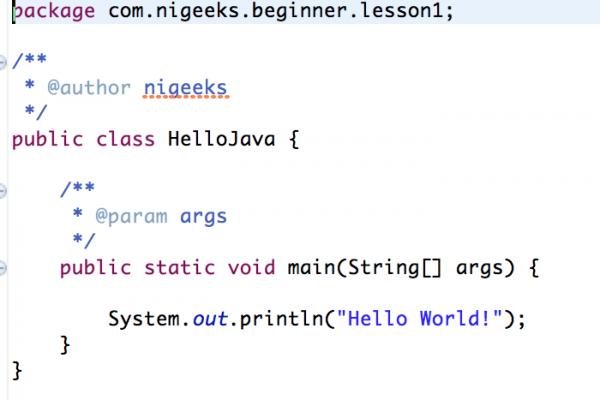 package com.nigeeks.beginner.lesson1;
/**
 * @author nigeeks
 */
public class HelloJava {
    /**
     * @param args
     */
    public static void main(String[] args) {
        System.out.println("Hello World!");
    }
}